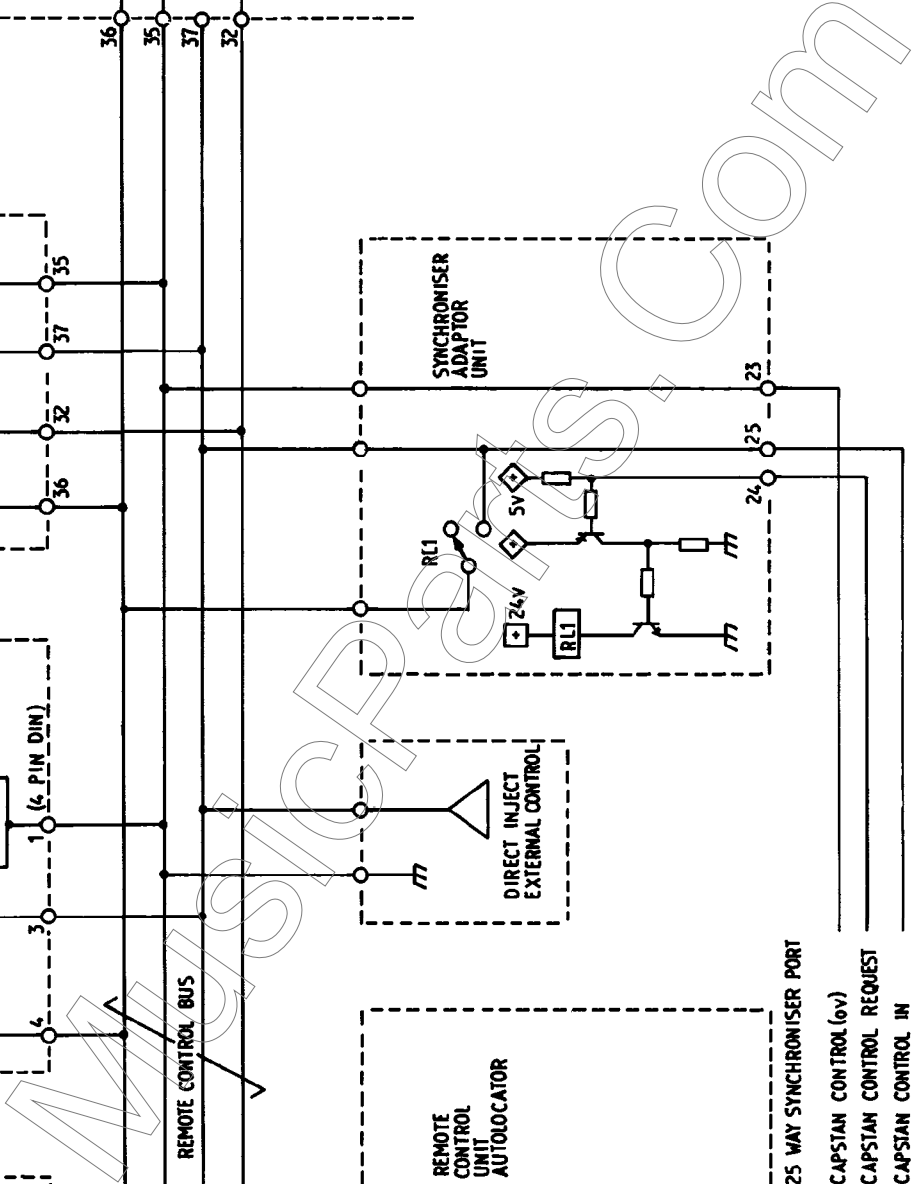 36
35
37
32
35
37
32
36
1 (4 PIN DIN)
3
4
REMOTE CONTROL BUS
SYNCHRONISER
ADAPTOR
UNIT
23
25
24
5V
RL1
24V
RL1
DIRECT INJECT
EXTERNAL CONTROL
REMOTE
CONTROL
UNIT
AUTOLOCATOR
25 WAY SYNCHRONISER PORT
CAPSTAN CONTROL (0V)
CAPSTAN CONTROL REQUEST
CAPSTAN CONTROL IN
MusicParts.Com